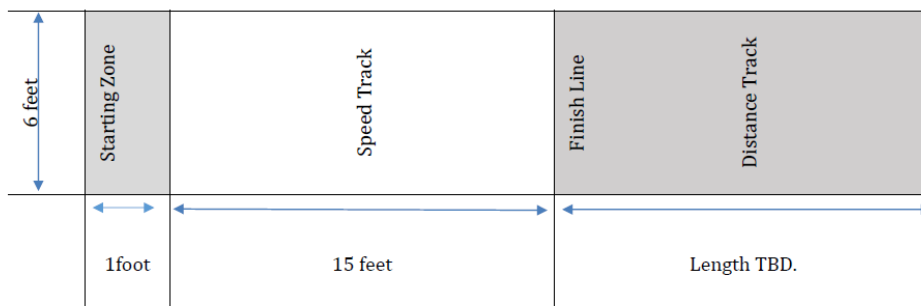 6 feet
Starting Zone
Speed Track
Finish Line
Distance Track
1foot
15 feet
Length TBD.